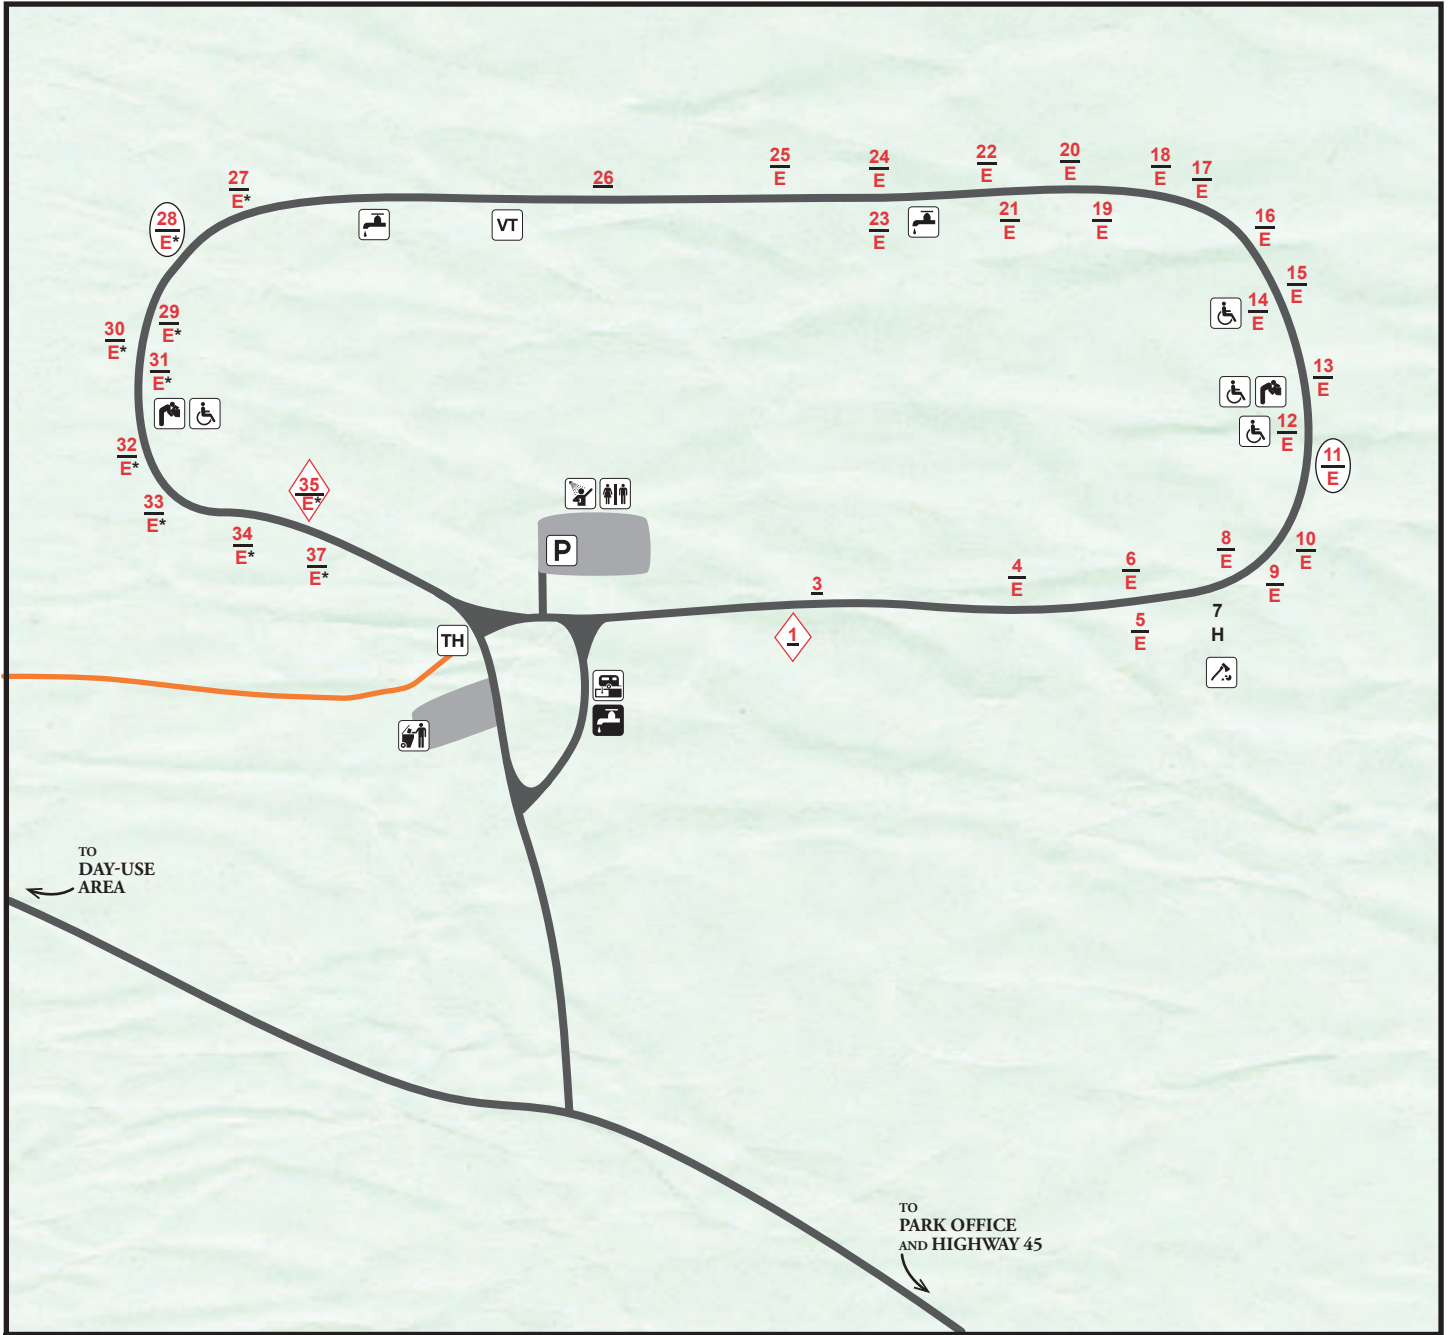 20
E
22
E
25
E
24
E
18
E
17
E
26
27
E*
28
E*
VT
23
E
21
E
19
E
16
E
15
E
14
E
29
E*
30
E*
31
E*
13
E
12
E
11
E
32
E*
33
E*
35
E*
34
E*
37
E*
P
8
E
10
E
6
E
4
E
9
E
3
1
5
E
7
H
TH
TO
DAY-USE
AREA
TO
PARK OFFICE
AND HIGHWAY 45